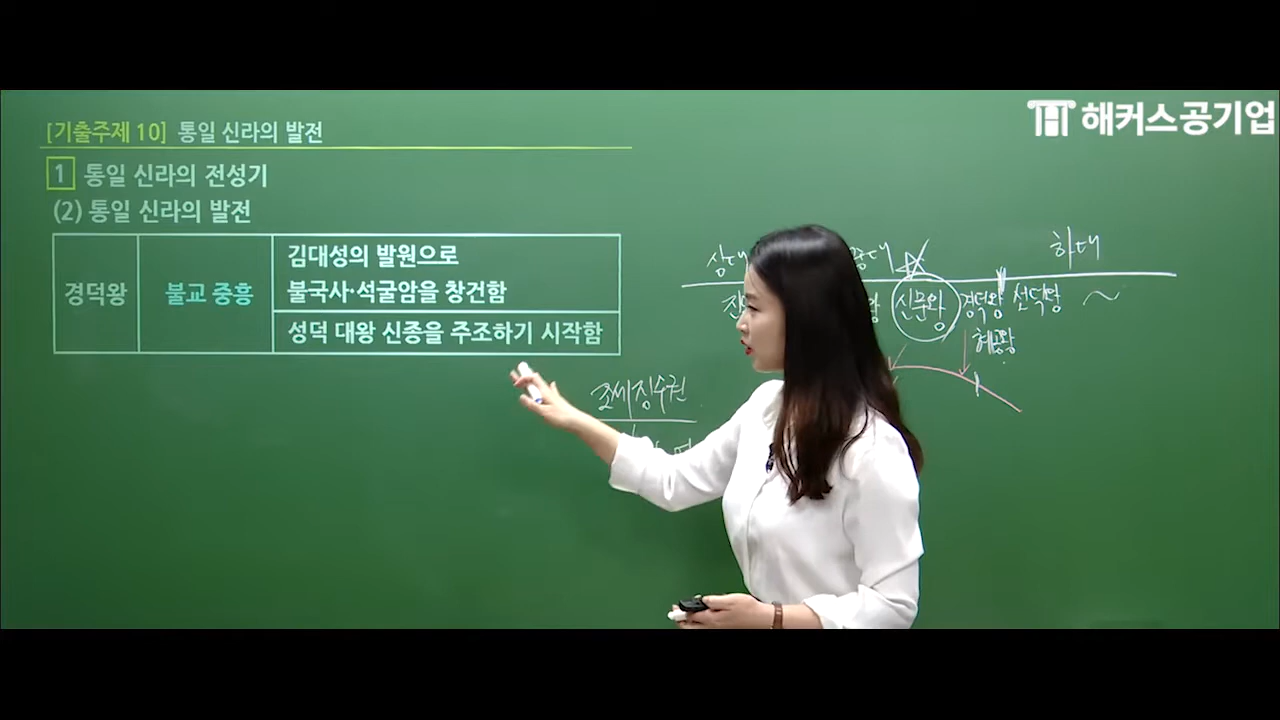 해커스공기업
[기출주제 10] 통일 신라의 발전
1 통일 신라의 전성기
(2) 통일 신라의 발전
경덕왕
불교 중흥
김대성의 발원으로
불국사·석굴암을 창건함
성덕 대왕 신종을 주조하기 시작함
하대
신문왕 경덕왕 선덕왕 ~
혜공왕
조세징수권